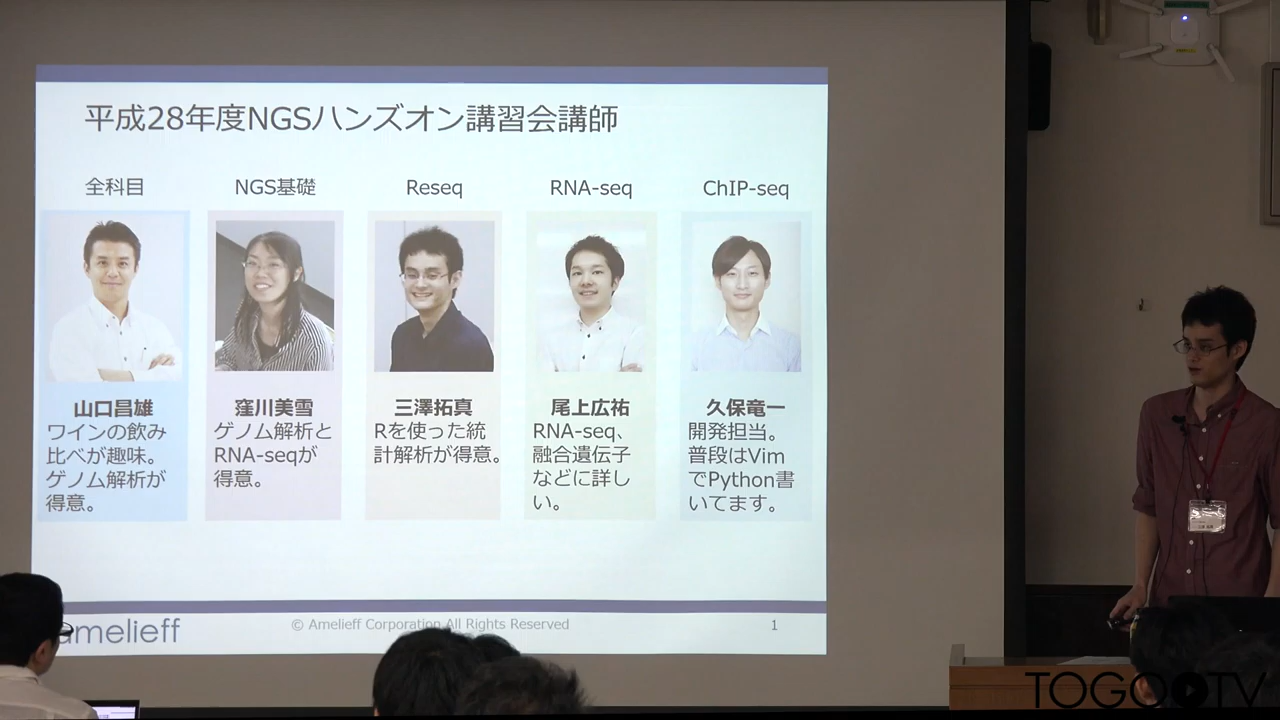 平成28年度NGSハンズオン講習会講師
全科目
NGS基礎
Reseq
RNA-seq
ChIP-seq
山口昌雄
ワインの飲み
比べが趣味。
ゲノム解析が
得意。
窪川美雪
ゲノム解析と
RNA-seqが
得意。
三澤拓真
Rを使った統
計解析が得意。
尾上広祐
RNA-seq、
融合遺伝子
などに詳し
い。
久保竜一
開発担当。
普段はVim
でPython書
いてます。
amelieff
© Amelieff Corporation All Rights Reserved
1
TOGOTV